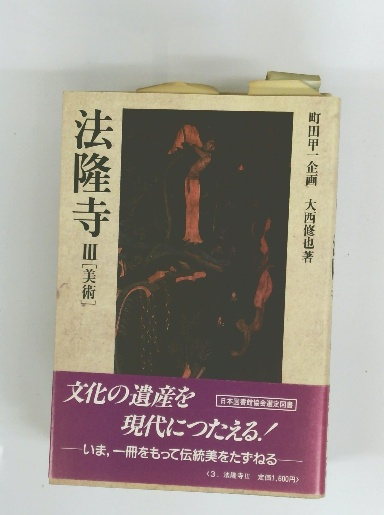 法隆寺 III [美術]
町田甲一企画 大西修也著
文化の遺産を
現代につたえる!
日本図書館協会選定図書
—いま,一冊をもって伝統美をたずねる—
〈3. 法隆寺III 定価1,600円〉